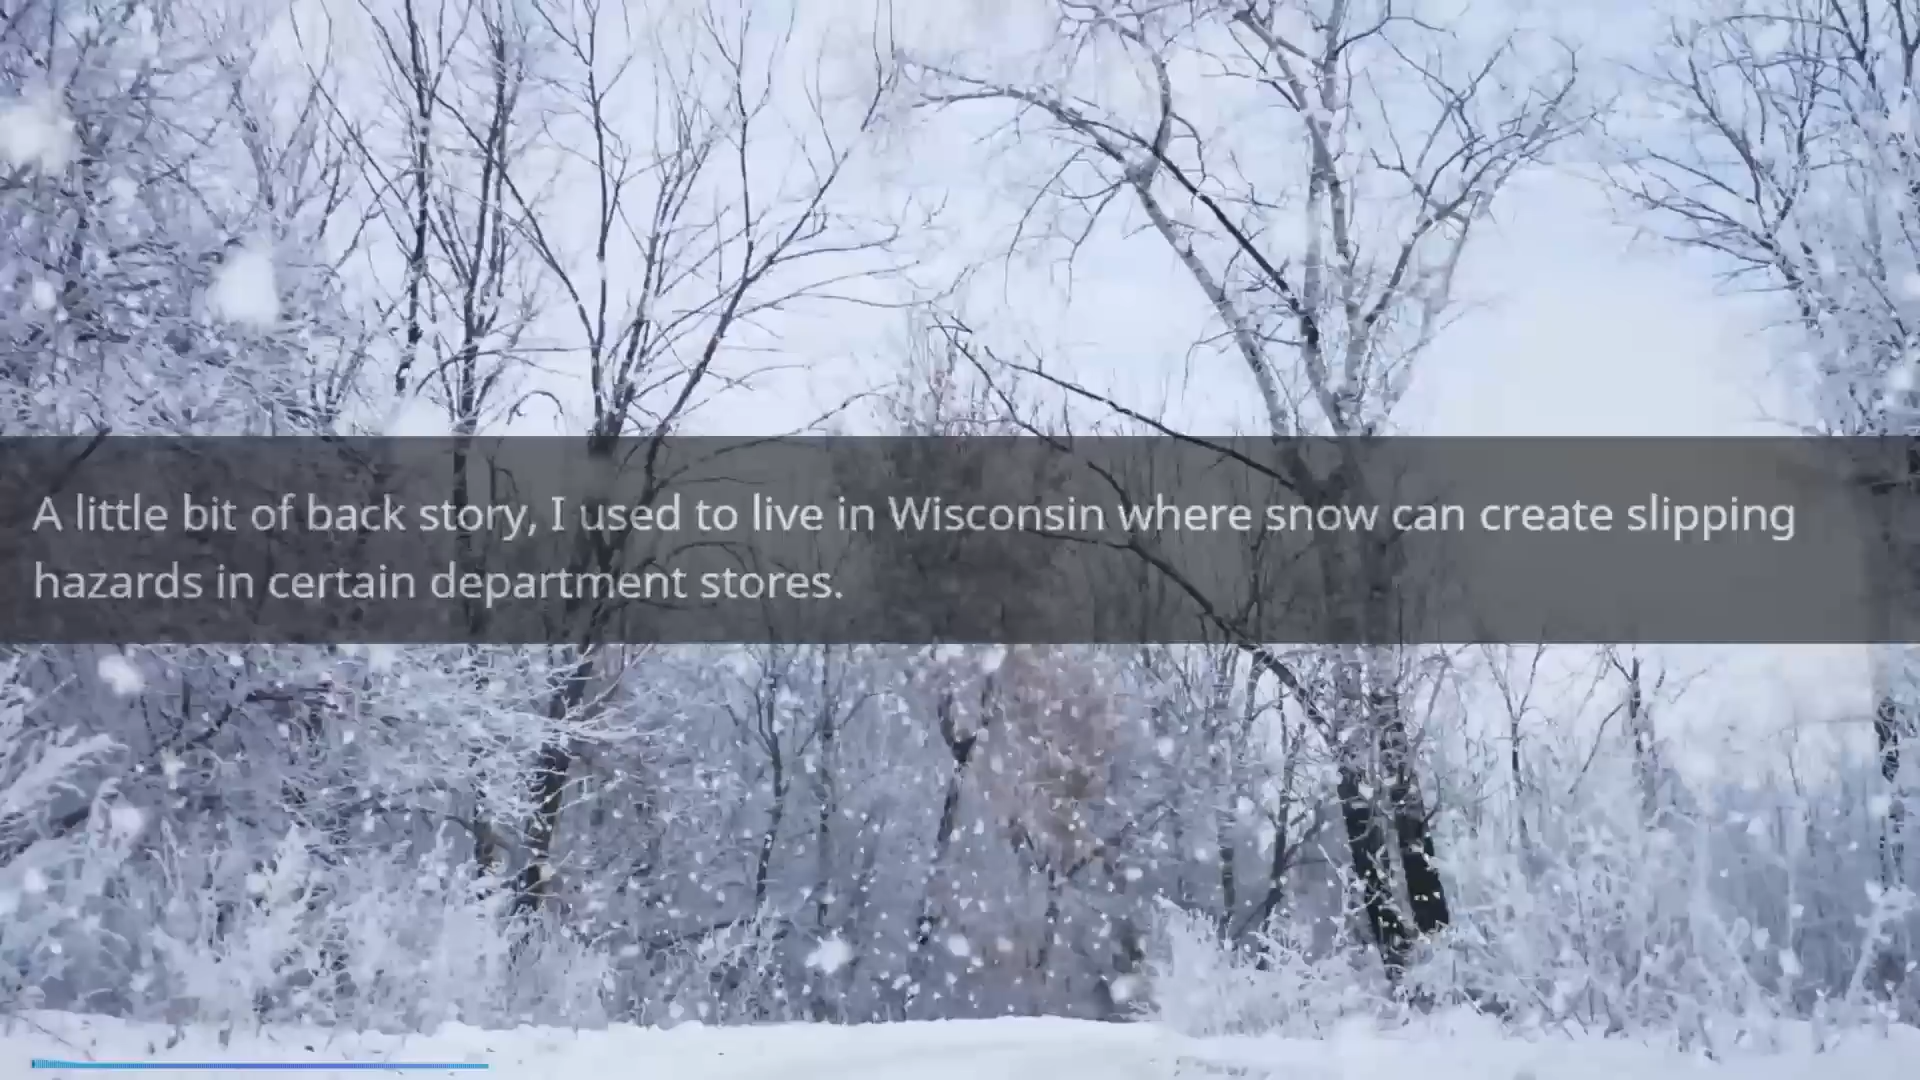 A little bit of back story, I used to live in Wisconsin where snow can create slipping
hazards in certain department stores.